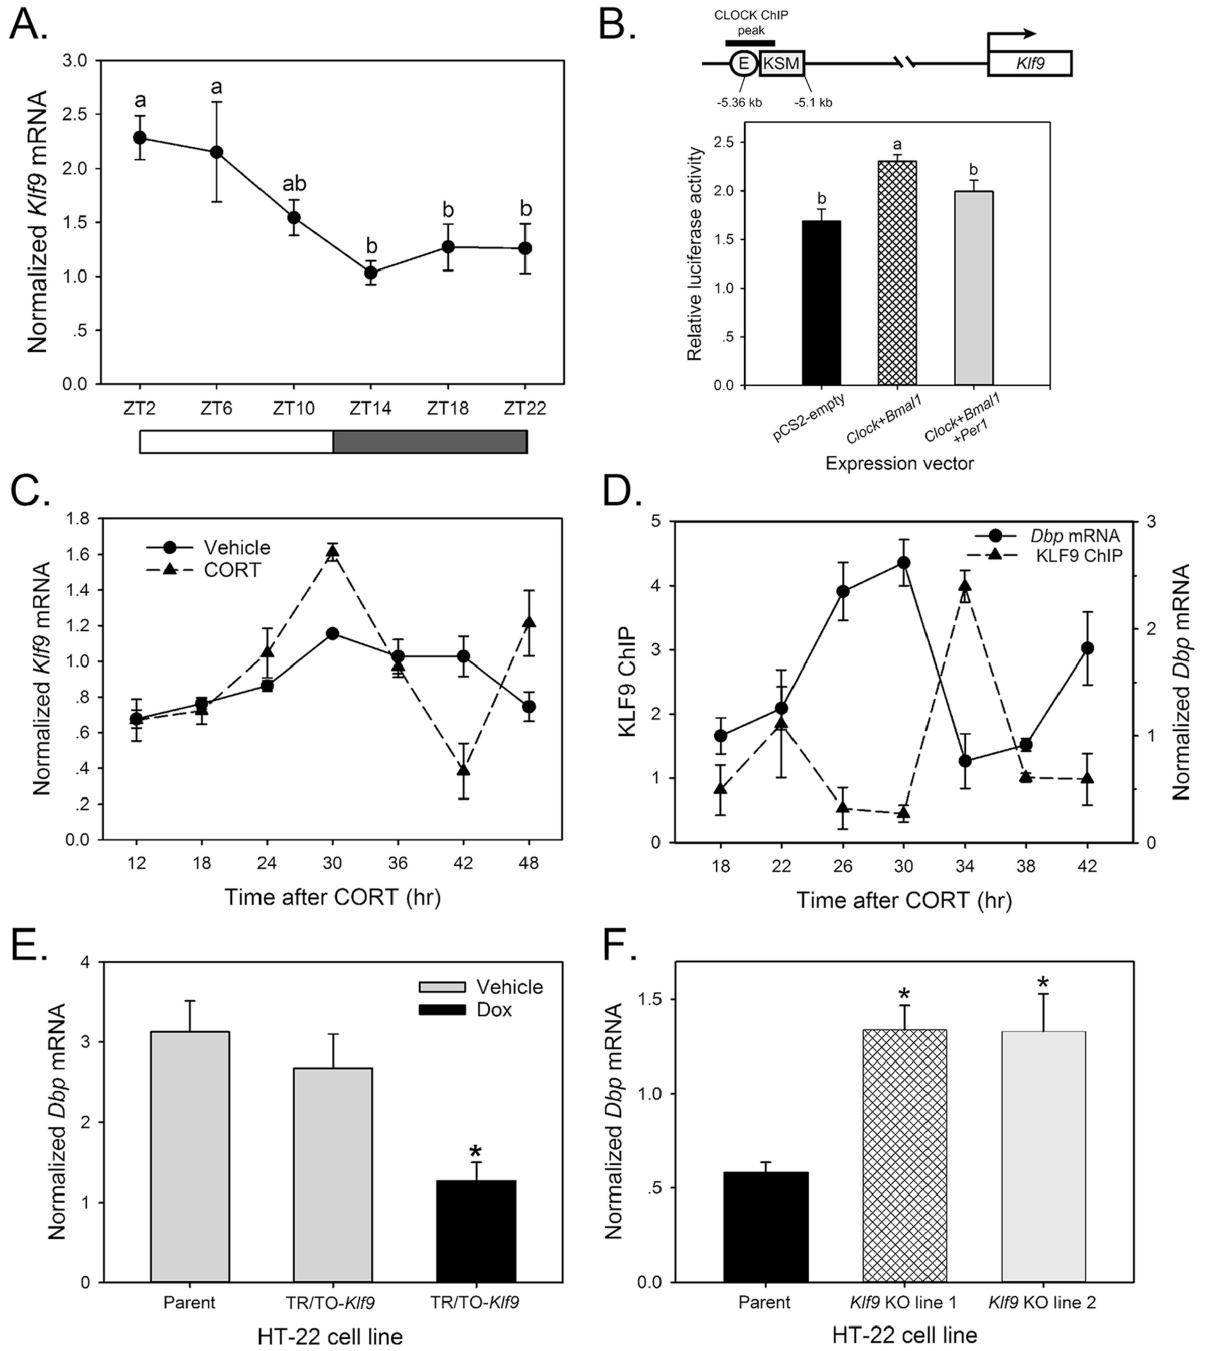 A.
Normalized Klf9 mRNA
3.0
2.5
2.0
1.5
1.0
.5
0.0
a
a
ab
b
b
b
ZT2 ZT6 ZT10 ZT14 ZT18 ZT22
B.
CLOCK ChIP
peak
E KSM Klf9
-5.36 kb -5.1 kb
Relative luciferase activity
2.5
2.0
1.5
1.0
.5
0.0
b
a
b
pCS2-empty
Clock+Bmal1
Clock+Bmal1
+Per1
Expression vector
C.
Normalized Klf9 mRNA
1.8
1.6
1.4
1.2
1.0
.8
.6
.4
.2
0.0
Vehicle
CORT
12 18 24 30 36 42 48
Time after CORT (hr)
D.
KLF9 ChIP
5
4
3
2
1
0
Dbp mRNA
KLF9 ChIP
3
2
1
0
Normalized Dbp mRNA
18 22 26 30 34 38 42
Time after CORT (hr)
E.
Normalized Dbp mRNA
4
3
2
1
0
Vehicle
Dox
*
Parent TR/TO-Klf9 TR/TO-Klf9
HT-22 cell line
F.
Normalized Dbp mRNA
1.5
1.0
.5
0.0
*
*
Parent Klf9 KO line 1 Klf9 KO line 2
HT-22 cell line